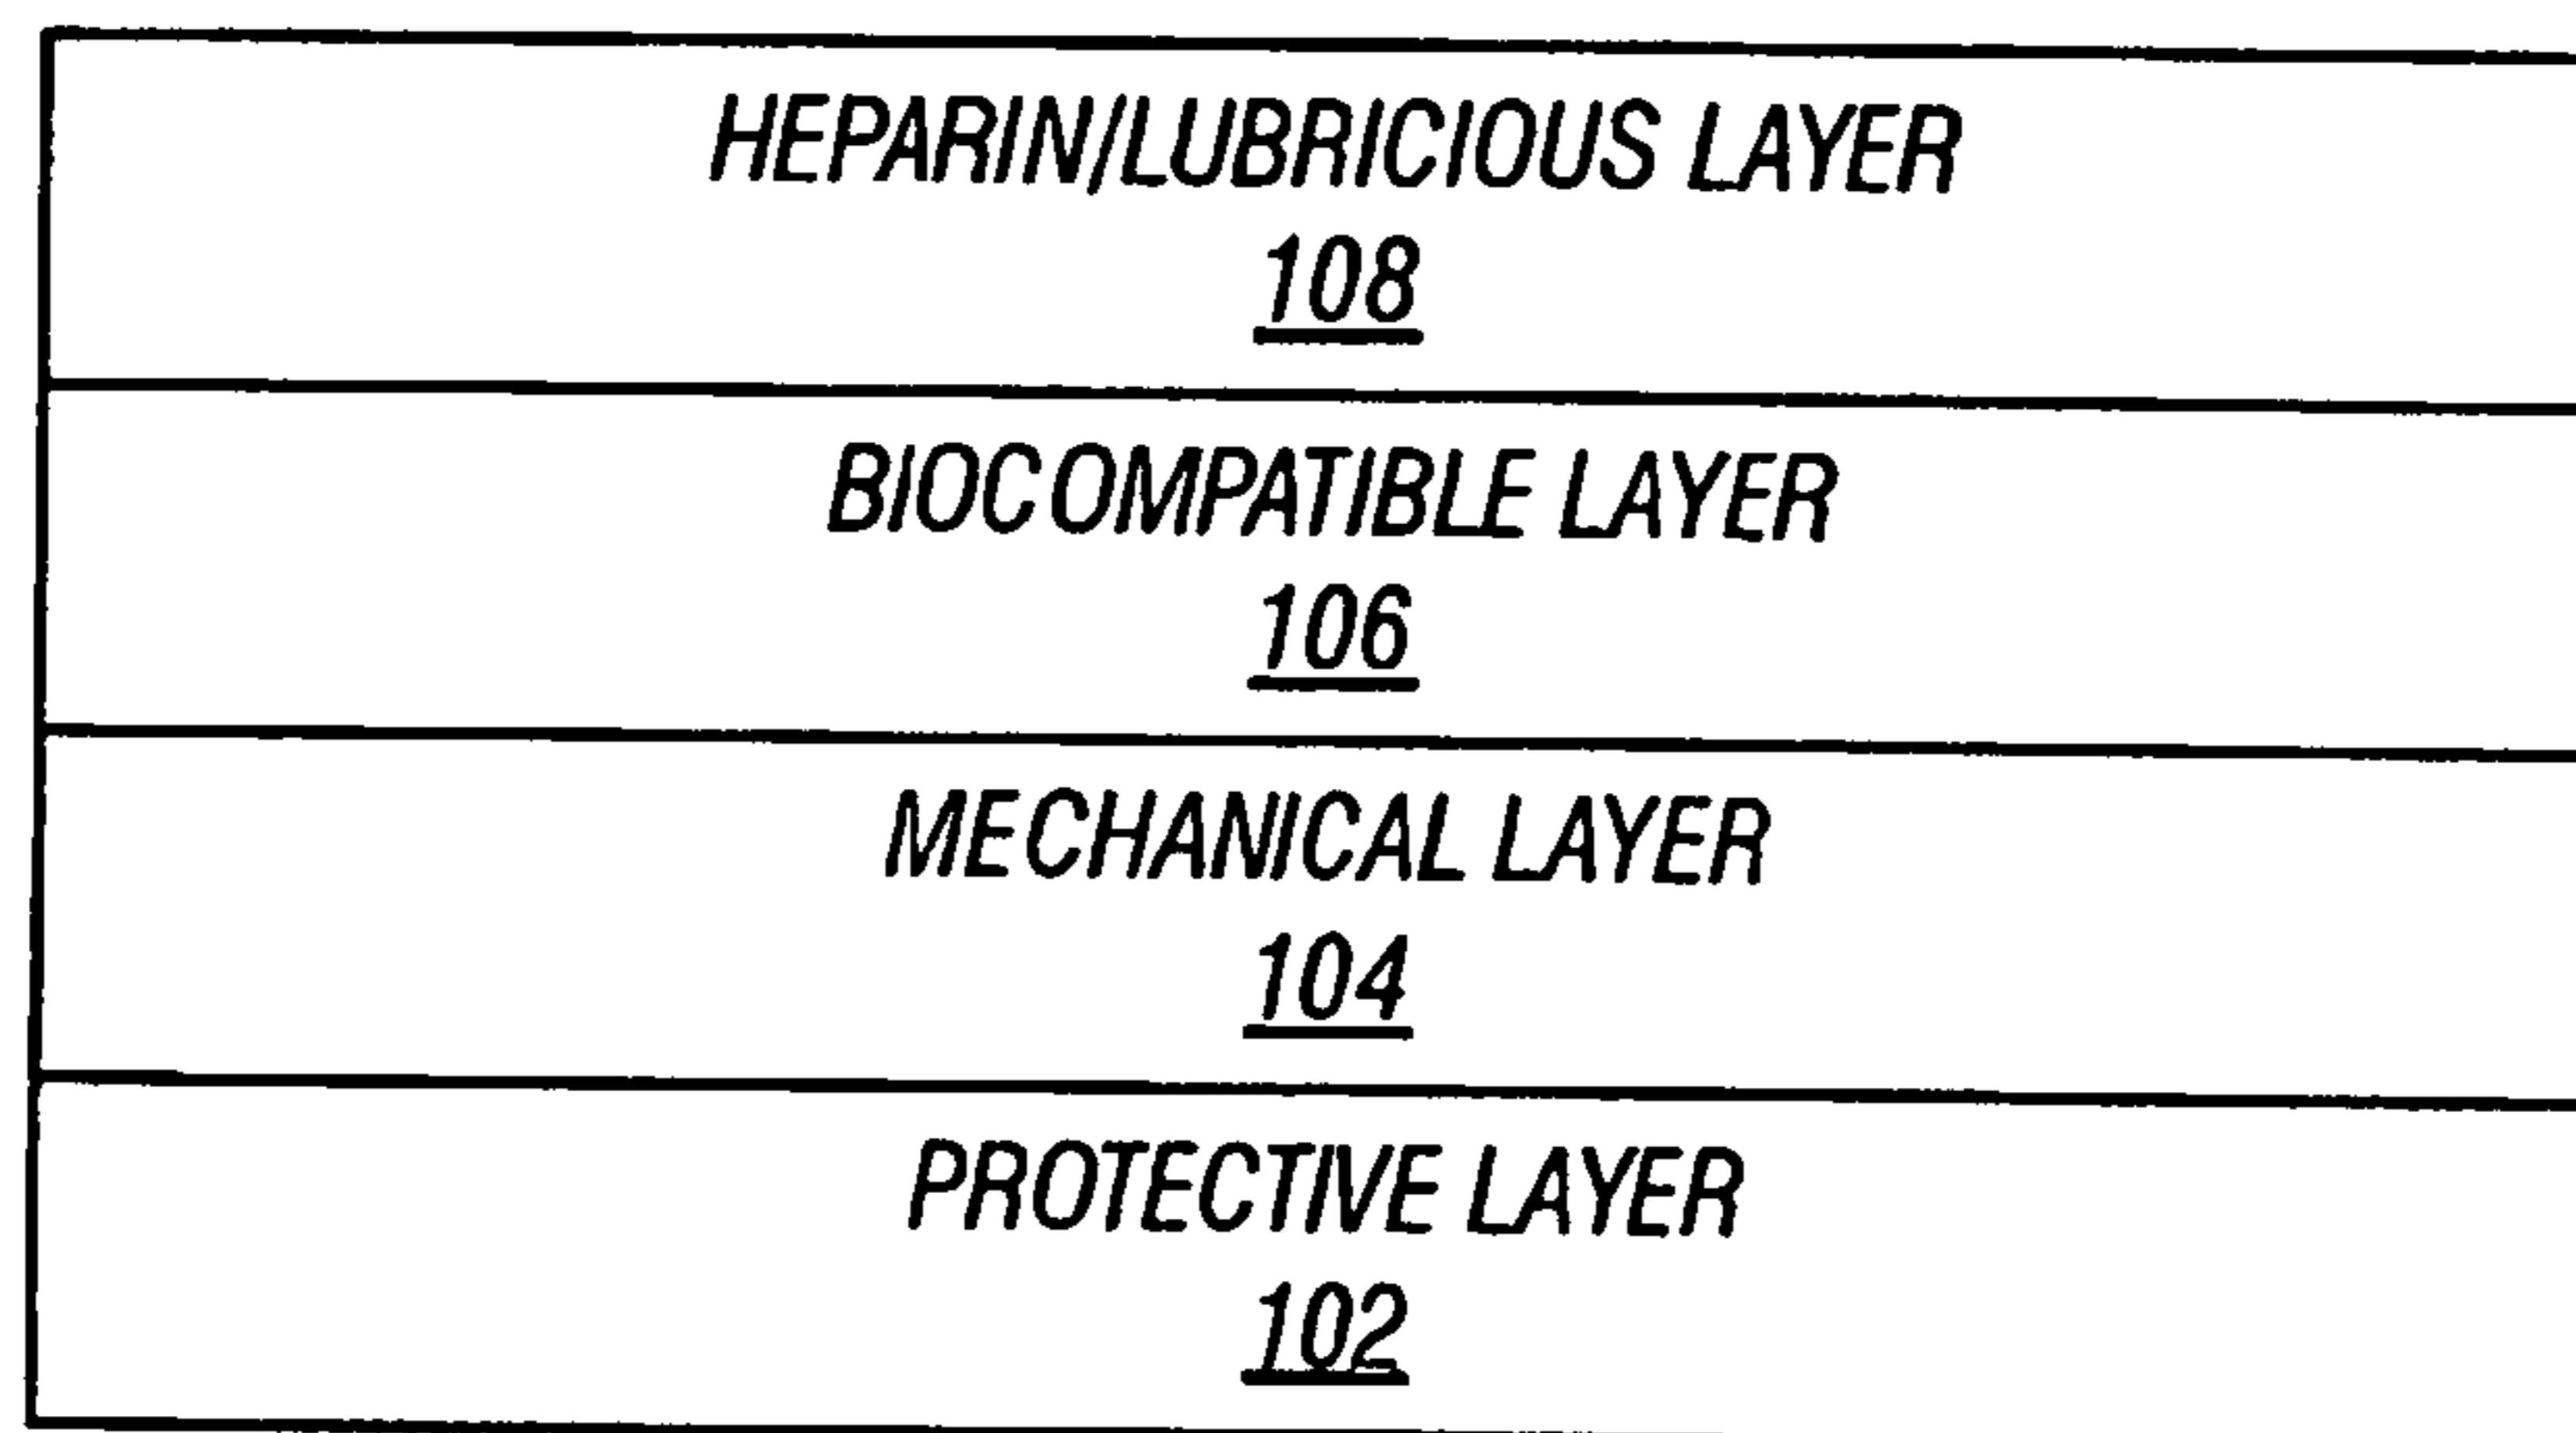 HEPARIN/LUBRICIOUS LAYER
108
BIOCOMPATIBLE LAYER
106
MECHANICAL LAYER
104
PROTECTIVE LAYER
102